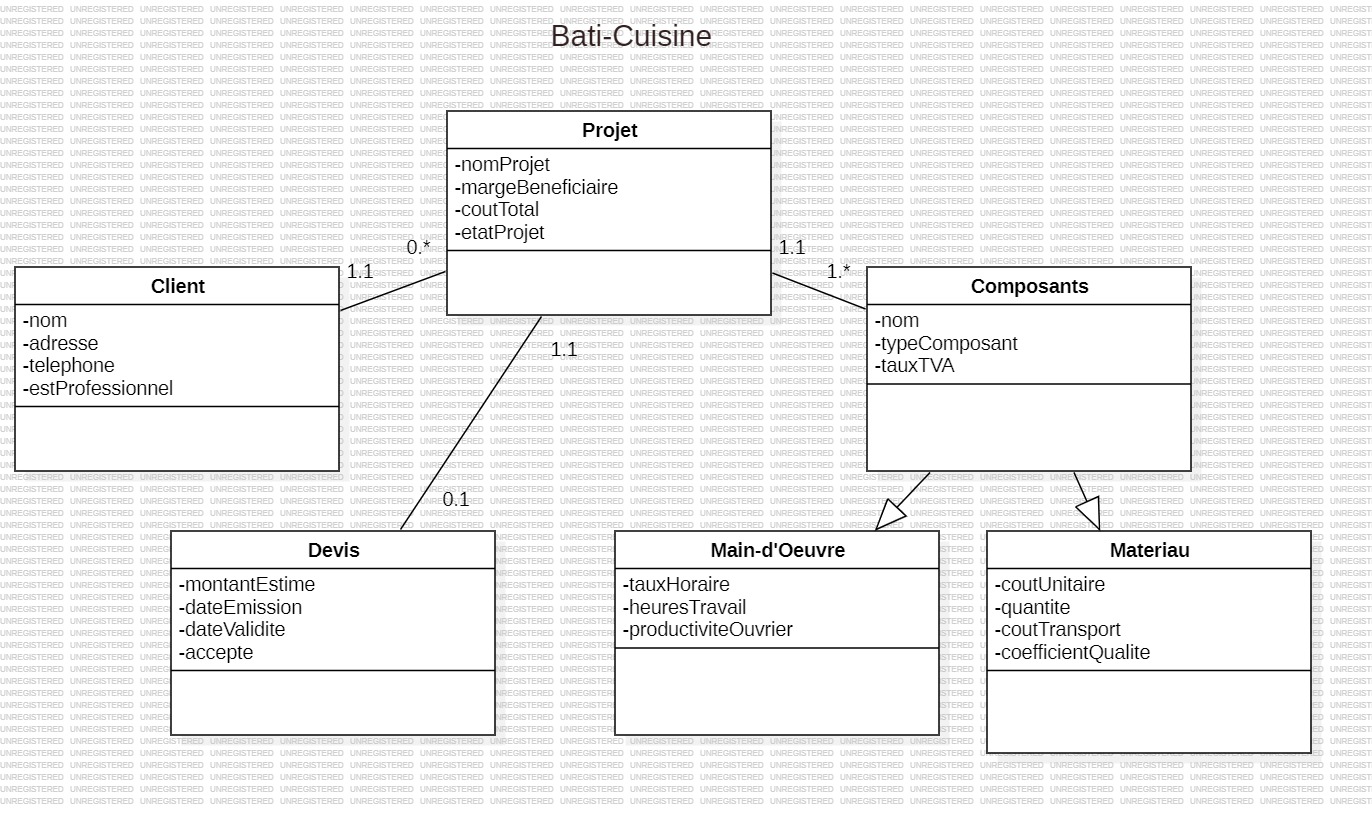 Bati-Cuisine
Projet
-nomProjet
-margeBeneficiaire
-coutTotal
-etatProjet
0.*
1.1
1.1
1.*
Client
-nom
-adresse
-telephone
-estProfessionnel
Composants
-nom
-typeComposant
-tauxTVA
1.1
0.1
Devis
-montantEstime
-dateEmission
-dateValidite
-accepte
Main-d'Oeuvre
-tauxHoraire
-heuresTravail
-productiviteOuvrier
Materiau
-coutUnitaire
-quantite
-coutTransport
-coefficientQualite
UNREGISTERED